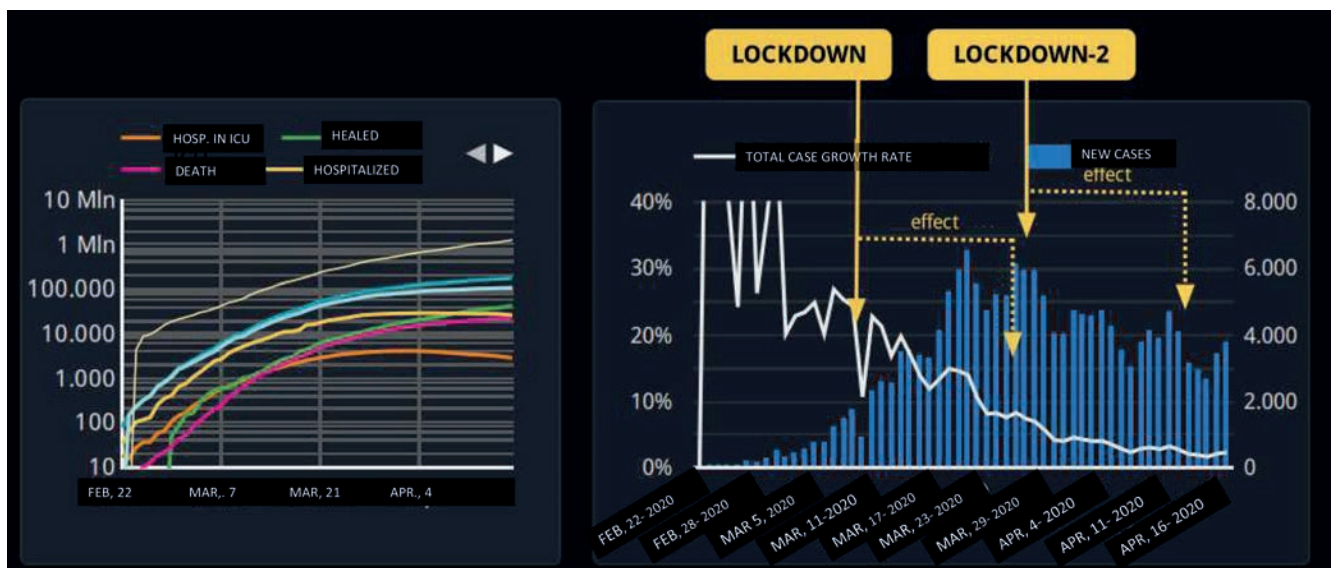 LOCKDOWN
LOCKDOWN-2
HOSP. IN ICU
HEALED
DEATH
HOSPITALIZED
10 Mln
1 Mln
100.000
10.000
1.000
100
10
FEB, 22
MAR,. 7
MAR, 21
APR., 4
TOTAL CASE GROWTH RATE
NEW CASES
effect
effect
40%
30%
20%
10%
0%
8.000
6.000
4.000
2.000
0
FEB, 22- 2020
FEB, 28- 2020
MAR 5, 2020
MAR, 11-2020
MAR, 17- 2020
MAR, 23- 2020
MAR, 29- 2020
APR, 4- 2020
APR, 11- 2020
APR, 16- 2020